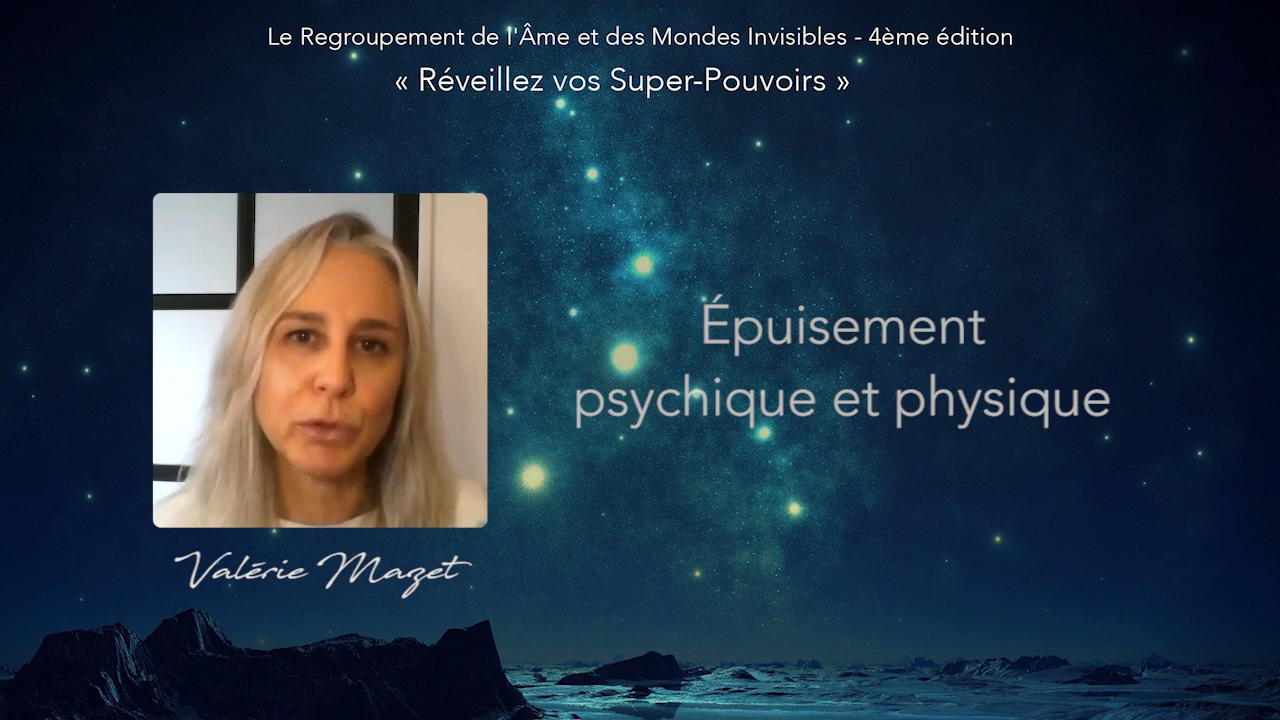 Le Regroupement de l'Âme et des Mondes Invisibles - 4ème édition
« Réveillez vos Super-Pouvoirs »
Épuisement
psychique et physique
Valérie Mazet